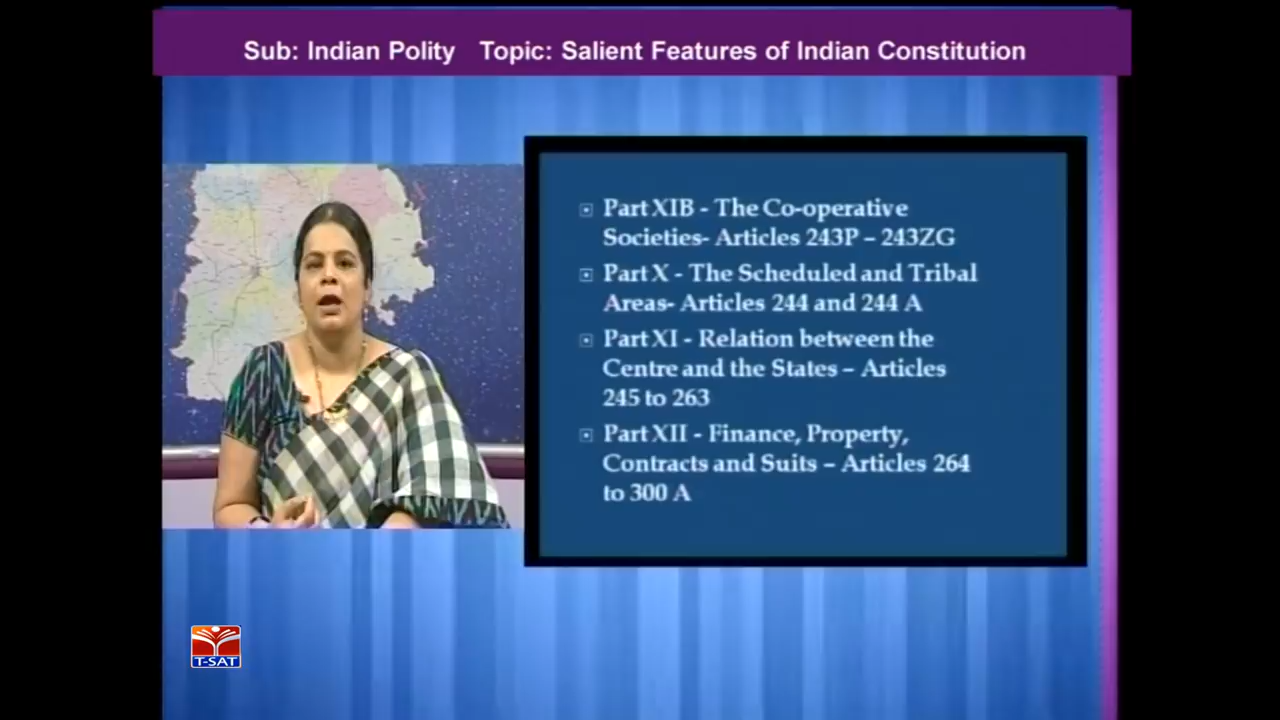 Sub: Indian Polity Topic: Salient Features of Indian Constitution
Part XIB - The Co-operative
Societies- Articles 243P – 243ZG
Part X - The Scheduled and Tribal
Areas- Articles 244 and 244 A
Part XI - Relation between the
Centre and the States – Articles
245 to 263
Part XII - Finance, Property,
Contracts and Suits – Articles 264
to 300 A
T-SAT